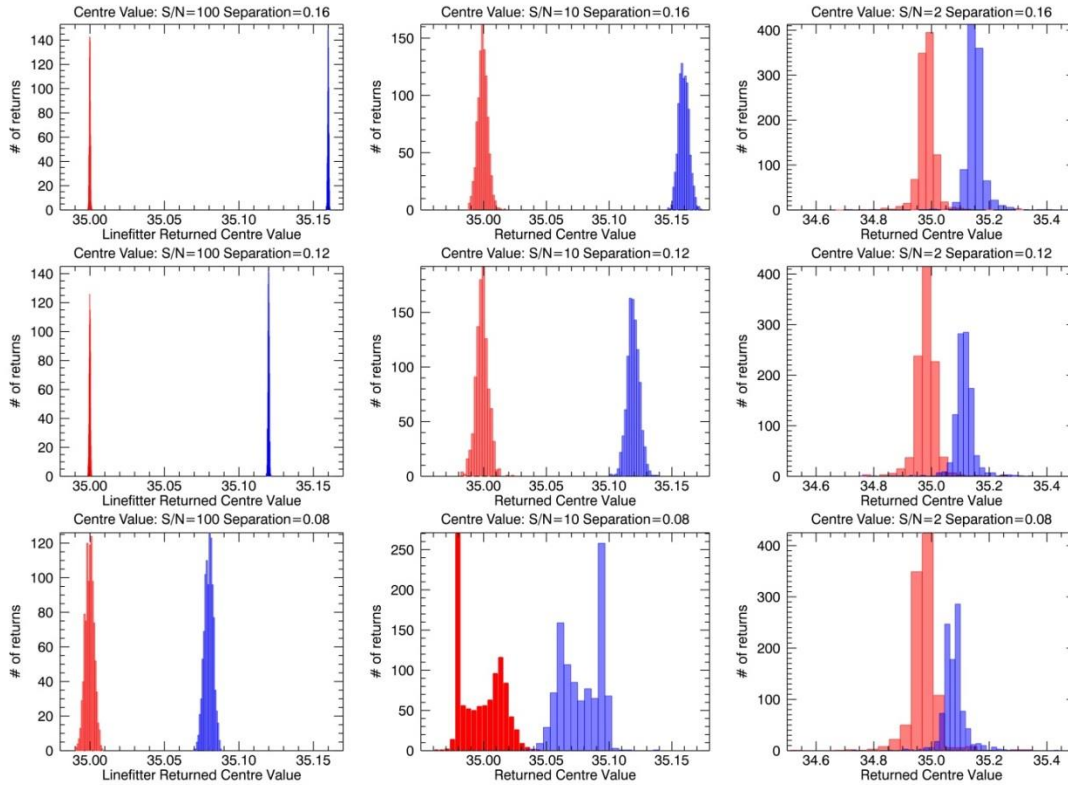 Centre Value: S/N=100 Separation=0.16
# of returns
140
120
100
80
60
40
20
0
35.00 35.05 35.10 35.15
Linefitter Returned Centre Value
Centre Value: S/N=10 Separation=0.16
# of returns
150
100
50
0
35.00 35.05 35.10 35.15
Returned Centre Value
Centre Value: S/N=2 Separation=0.16
# of returns
400
300
200
100
0
34.6 34.8 35.0 35.2 35.4
Returned Centre Value
Centre Value: S/N=100 Separation=0.12
# of returns
140
120
100
80
60
40
20
0
35.00 35.05 35.10 35.15
Linefitter Returned Centre Value
Centre Value: S/N=10 Separation=0.12
# of returns
150
100
50
0
35.00 35.05 35.10 35.15
Returned Centre Value
Centre Value: S/N=2 Separation=0.12
# of returns
400
300
200
100
0
34.6 34.8 35.0 35.2 35.4
Returned Centre Value
Centre Value: S/N=100 Separation=0.08
# of returns
120
100
80
60
40
20
0
35.00 35.05 35.10 35.15
Linefitter Returned Centre Value
Centre Value: S/N=10 Separation=0.08
# of returns
250
200
150
100
50
0
35.00 35.05 35.10 35.15
Returned Centre Value
Centre Value: S/N=2 Separation=0.08
# of returns
400
300
200
100
0
34.6 34.8 35.0 35.2 35.4
Returned Centre Value